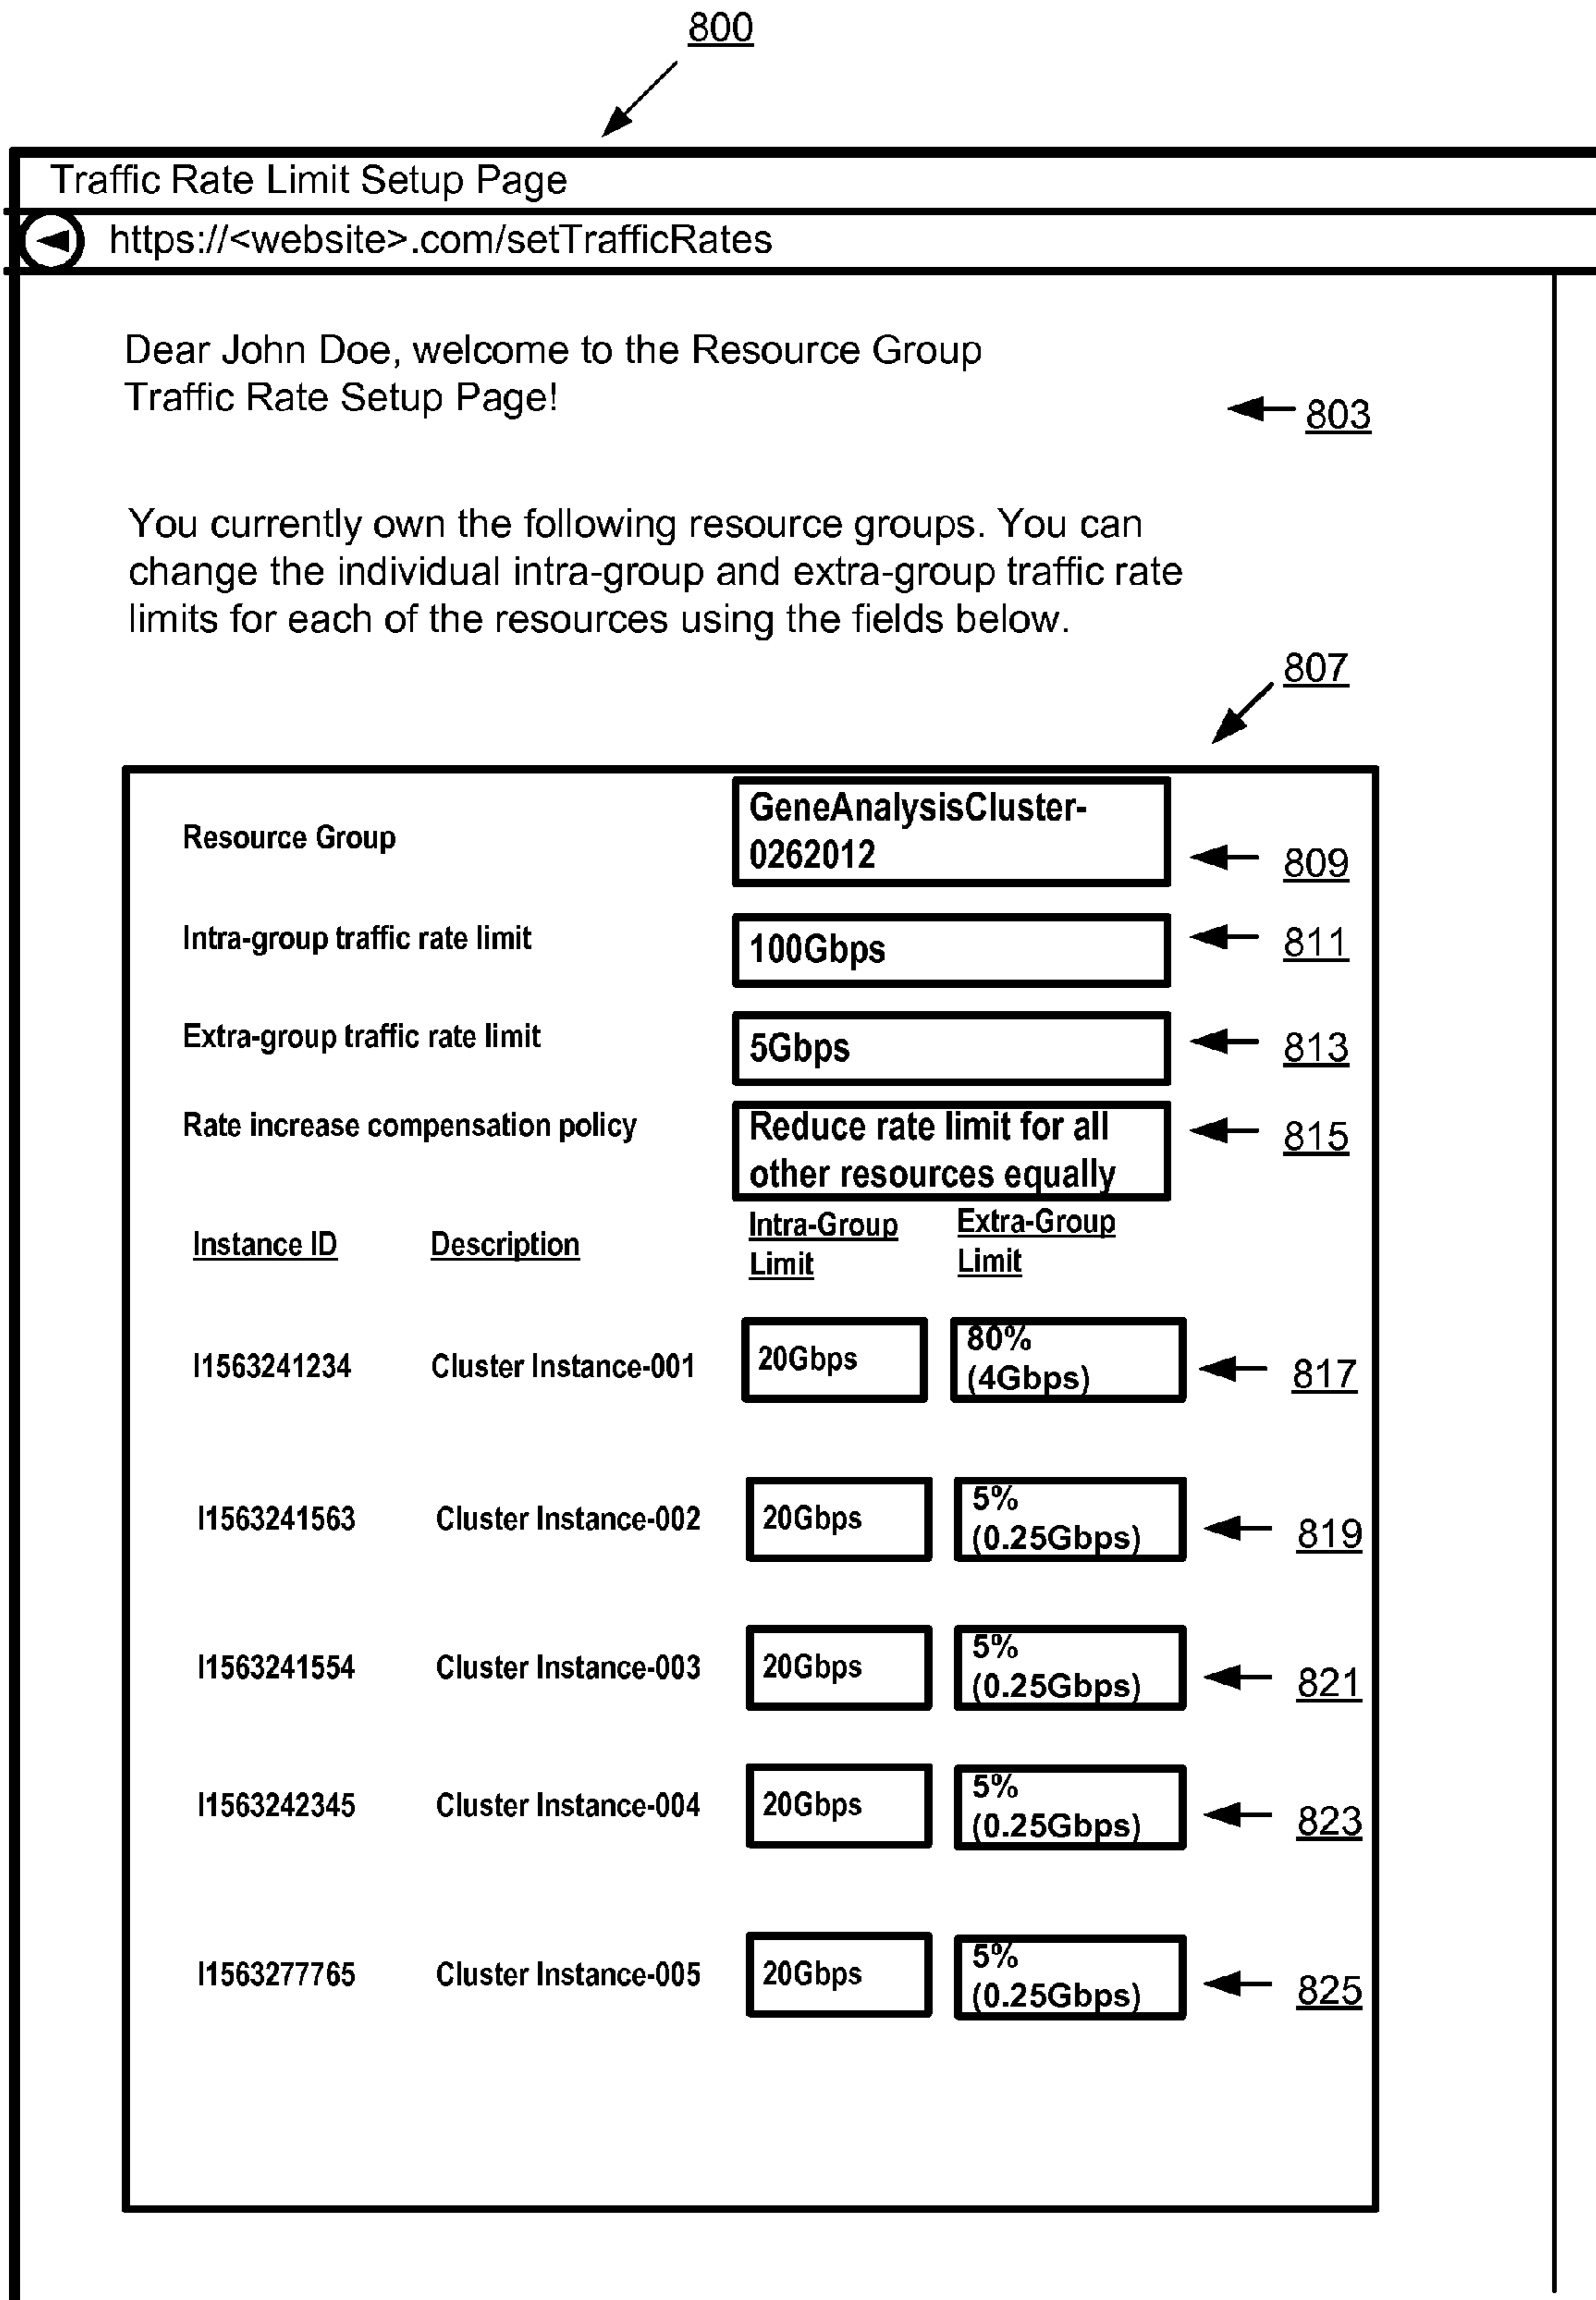 800
Traffic Rate Limit Setup Page
https://<website>.com/setTrafficRates
Dear John Doe, welcome to the Resource Group
Traffic Rate Setup Page!
803
You currently own the following resource groups. You can
change the individual intra-group and extra-group traffic rate
limits for each of the resources using the fields below.
807
Resource Group
GeneAnalysisCluster-
0262012
809
Intra-group traffic rate limit
100Gbps
811
Extra-group traffic rate limit
5Gbps
813
Rate increase compensation policy
Reduce rate limit for all
other resources equally
815
Instance ID
Description
Intra-Group
Limit
Extra-Group
Limit
I1563241234
Cluster Instance-001
20Gbps
80%
(4Gbps)
817
I1563241563
Cluster Instance-002
20Gbps
5%
(0.25Gbps)
819
I1563241554
Cluster Instance-003
20Gbps
5%
(0.25Gbps)
821
I1563242345
Cluster Instance-004
20Gbps
5%
(0.25Gbps)
823
I1563277765
Cluster Instance-005
20Gbps
5%
(0.25Gbps)
825